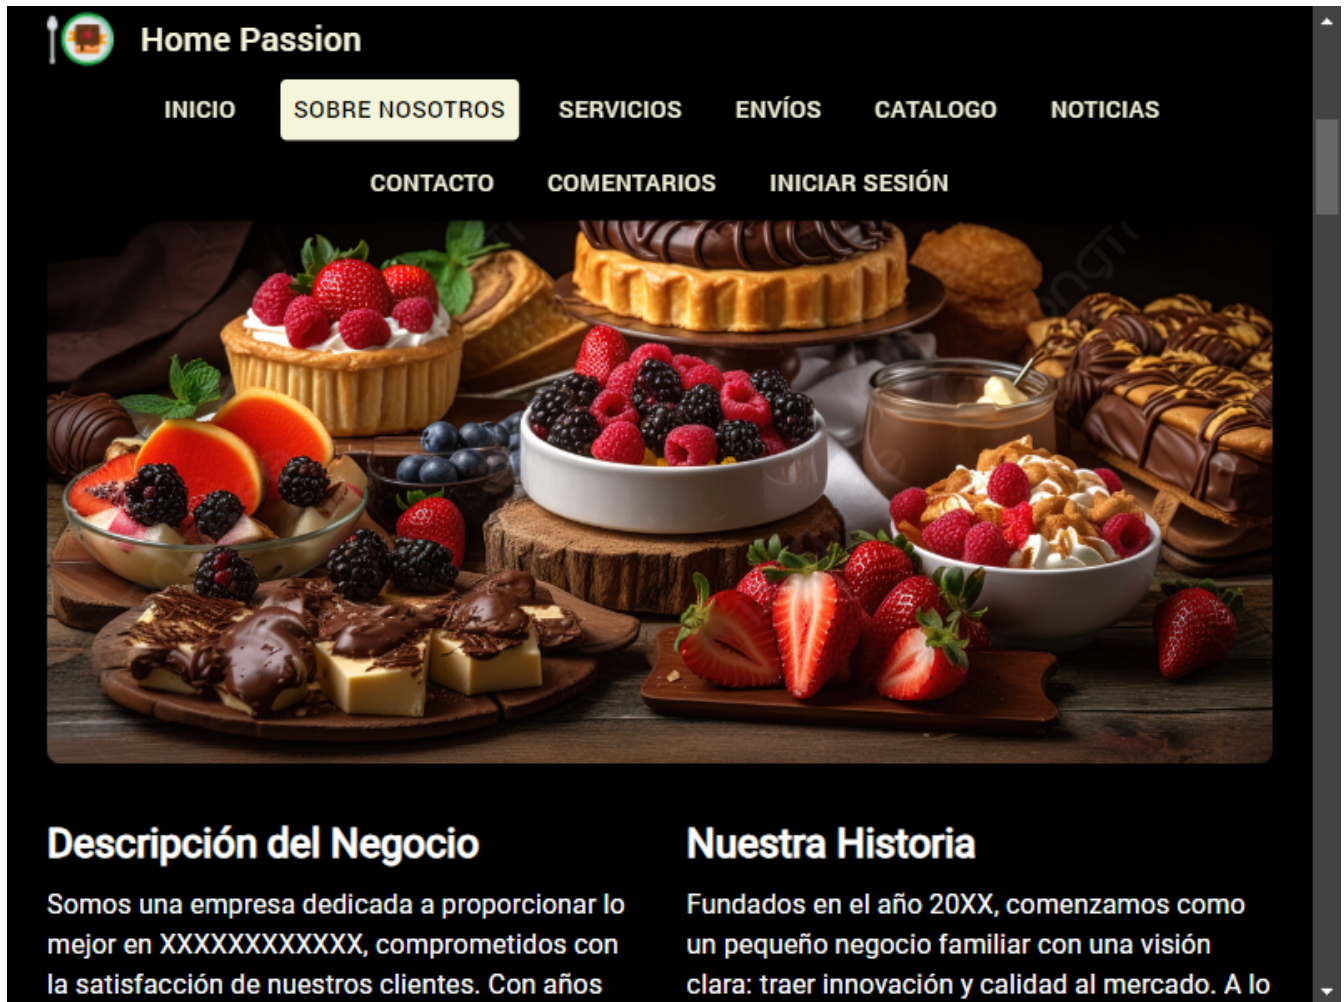 Home Passion
INICIO SOBRE NOSOTROS SERVICIOS ENVÍOS CATALOGO NOTICIAS
CONTACTO COMENTARIOS INICIAR SESIÓN
Descripción del Negocio
Somos una empresa dedicada a proporcionar lo
mejor en XXXXXXXXXXXX, comprometidos con
la satisfacción de nuestros clientes. Con años
Nuestra Historia
Fundados en el año 20XX, comenzamos como
un pequeño negocio familiar con una visión
clara: traer innovación y calidad al mercado. A lo